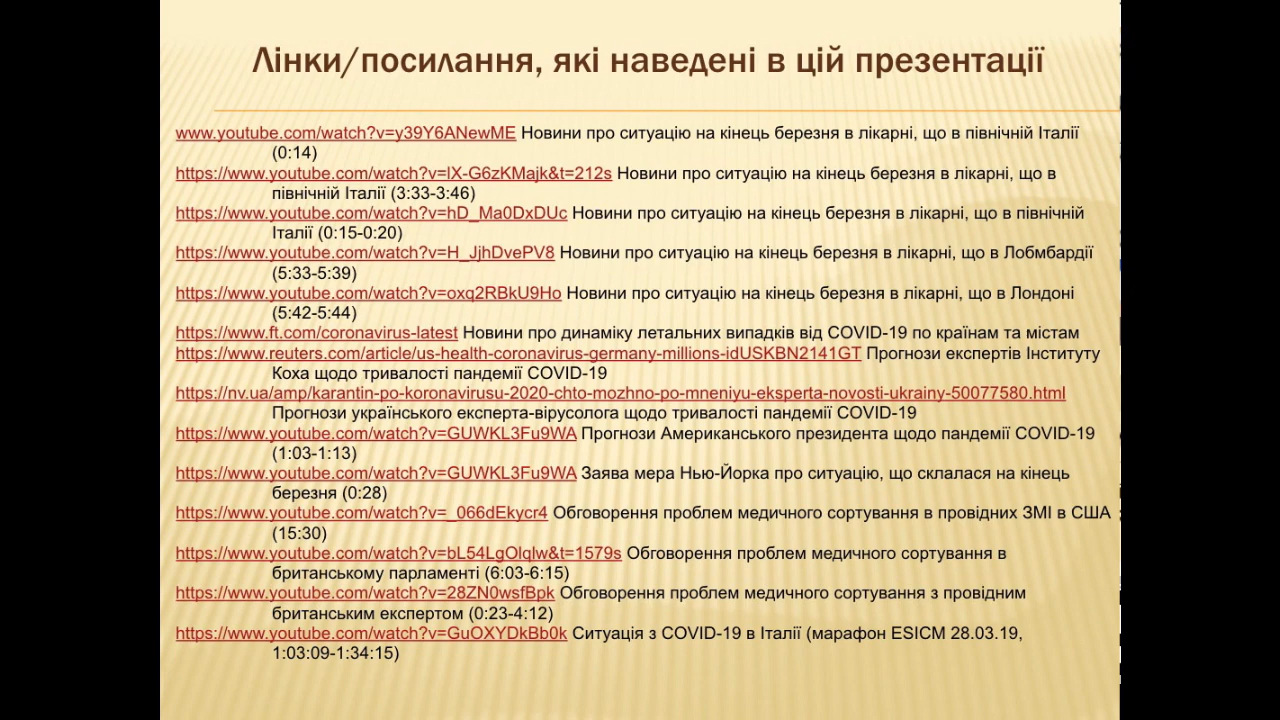 Лінки/посилання, які наведені в цій презентації
www.youtube.com/watch?v=y39Y6ANewME Новини про ситуацію на кінець березня в лікарні, що в північній Італії
(0:14)
https://www.youtube.com/watch?v=lX-G6zKMajk&t=212s Новини про ситуацію на кінець березня в лікарні, що в
північній Італії (3:33-3:46)
https://www.youtube.com/watch?v=hD_Ma0DxDUc Новини про ситуацію на кінець березня в лікарні, що в північній
Італії (0:15-0:20)
https://www.youtube.com/watch?v=H_JjhDvePV8 Новини про ситуацію на кінець березня в лікарні, що в Лобмбардії
(5:33-5:39)
https://www.youtube.com/watch?v=oxq2RBkU9Ho Новини про ситуацію на кінець березня в лікарні, що в Лондоні
(5:42-5:44)
https://www.ft.com/coronavirus-latest Новини про динаміку летальних випадків від COVID-19 по країнам та містам
https://www.reuters.com/article/us-health-coronavirus-germany-millions-idUSKBN2141GT Прогнози експертів Інституту
Коха щодо тривалості пандемії COVID-19
https://nv.ua/amp/karantin-po-koronavirusu-2020-chto-mozhno-po-mneniyu-eksperta-novosti-ukrainy-50077580.html
Прогнози українського експерта-вірусолога щодо тривалості пандемії COVID-19
https://www.youtube.com/watch?v=GUWKL3Fu9WA Прогнози Американського президента щодо пандемії COVID-19
(1:03-1:13)
https://www.youtube.com/watch?v=GUWKL3Fu9WA Заява мера Нью-Йорка про ситуацію, що склалася на кінець
березня (0:28)
https://www.youtube.com/watch?v=_066dEkycr4 Обговорення проблем медичного сортування в провідних ЗМІ в США
(15:30)
https://www.youtube.com/watch?v=bL54LgOlqlw&t=1579s Обговорення проблем медичного сортування в
британському парламенті (6:03-6:15)
https://www.youtube.com/watch?v=28ZN0wsfBpk Обговорення проблем медичного сортування з провідним
британським експертом (0:23-4:12)
https://www.youtube.com/watch?v=GuOXYDkBb0k Ситуація з COVID-19 в Італії (марафон ESICM 28.03.19,
1:03:09-1:34:15)